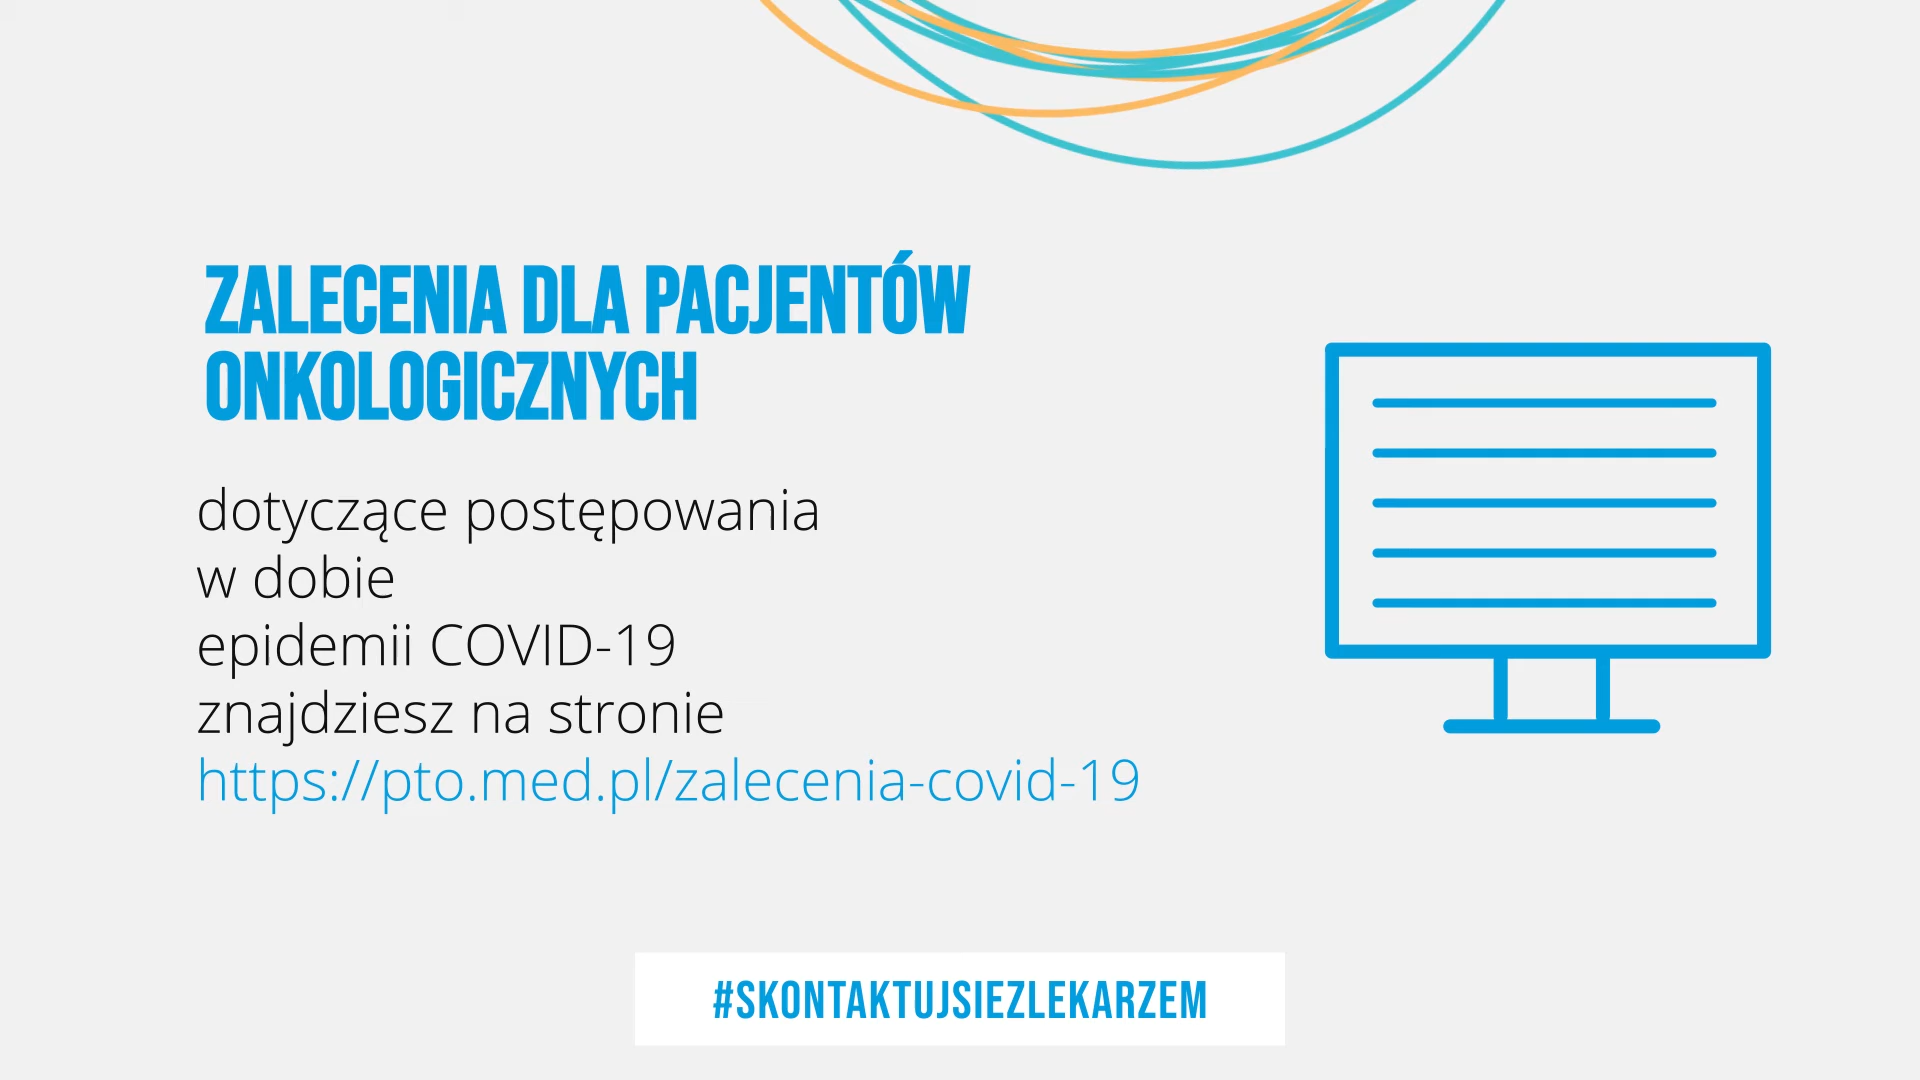 ZALECENIA DLA PACJENTÓW
ONKOLOGICZNYCH
dotyczące postępowania
w dobie
epidemii COVID-19
znajdziesz na stronie
https://pto.med.pl/zalecenia-covid-19
#SKONTAKTUJSIEZLEKARZEM